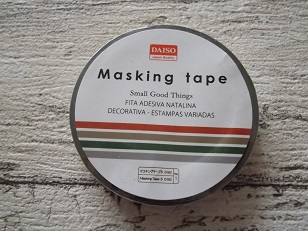 DAISO
Masking tape
Small Good Things
FITA ADESIVA NATALINA
DECORATIVA - ESTAMPAS VARIADAS